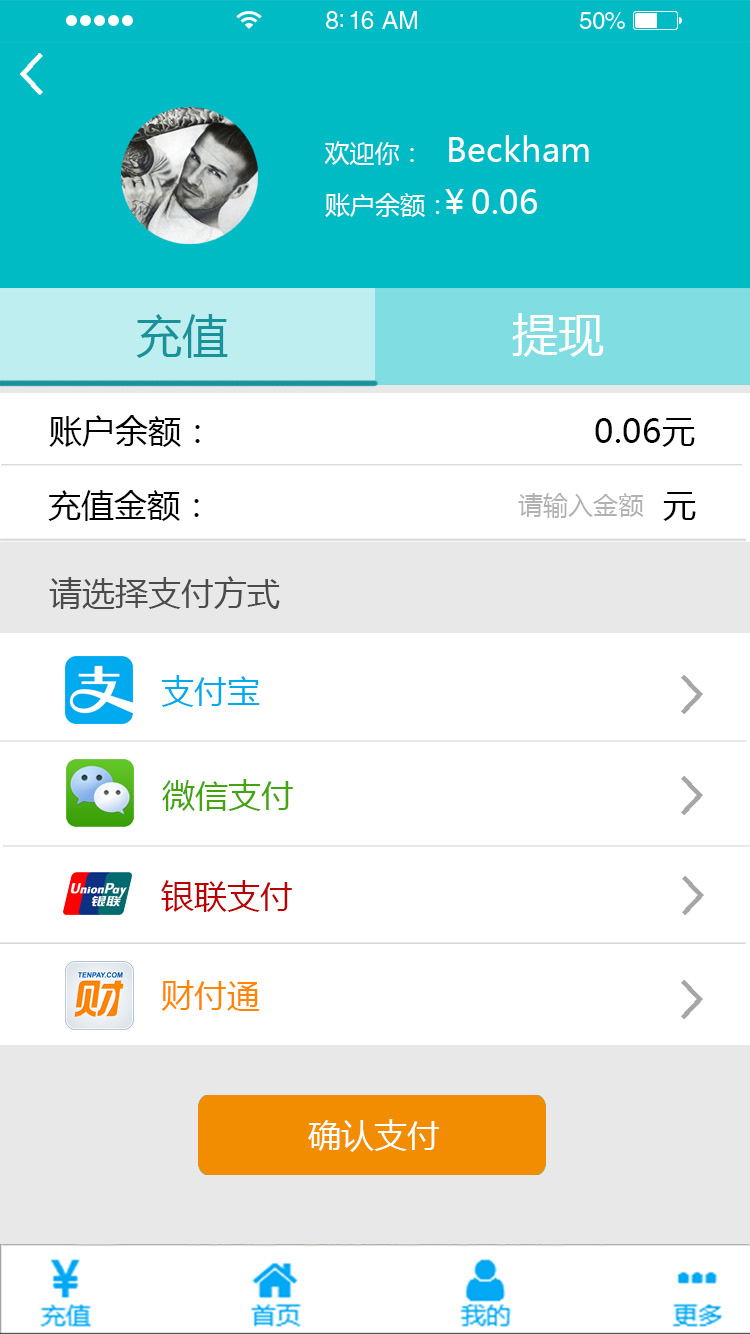 8:16 AM 50%
欢迎你： Beckham
账户余额：¥ 0.06
充值 提现
账户余额： 0.06元
充值金额： 请输入金额 元
请选择支付方式
支 支付宝
微信支付
UnionPay
银联 银联支付
TENPAY.COM
财 财付通
确认支付
¥
充值 首页 我的 更多